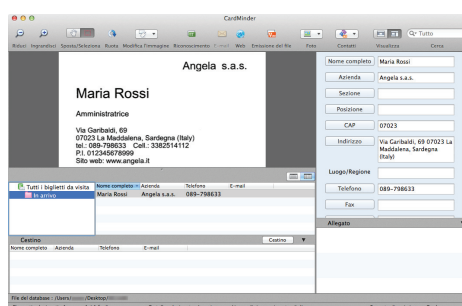 CardMinder
Riduci Ingrandisci Sposta/Seleziona Ruota Modifica l'immagine Riconoscimento E-mail Web Emissione del file Foto Contatti Visualizza Cerca
Tutto
Angela s.a.s.
Maria Rossi
Amministratrice
Via Garibaldi, 69
07023 La Maddalena, Sardegna (Italy)
tel.: 089-798633 Cell.: 3382514112
P.I. 012345678999
Sito web: www.angela.it
Nome completo Maria Rossi
Azienda Angela s.a.s.
Sezione
Posizione
CAP 07023
Indirizzo Via Garibaldi, 69 07023 La Maddalena, Sardegna (Italy)
Luogo/Regione
Telefono 089-798633
Fax
Allegato
Tutti i biglietti da visita
In arrivo
Nome completo Azienda Telefono E-mail
Maria Rossi Angela s.a.s. 089-798633
Cestino Cestino
Nome completo Azienda Telefono E-mail
File del database : /Users/ /Desktop/